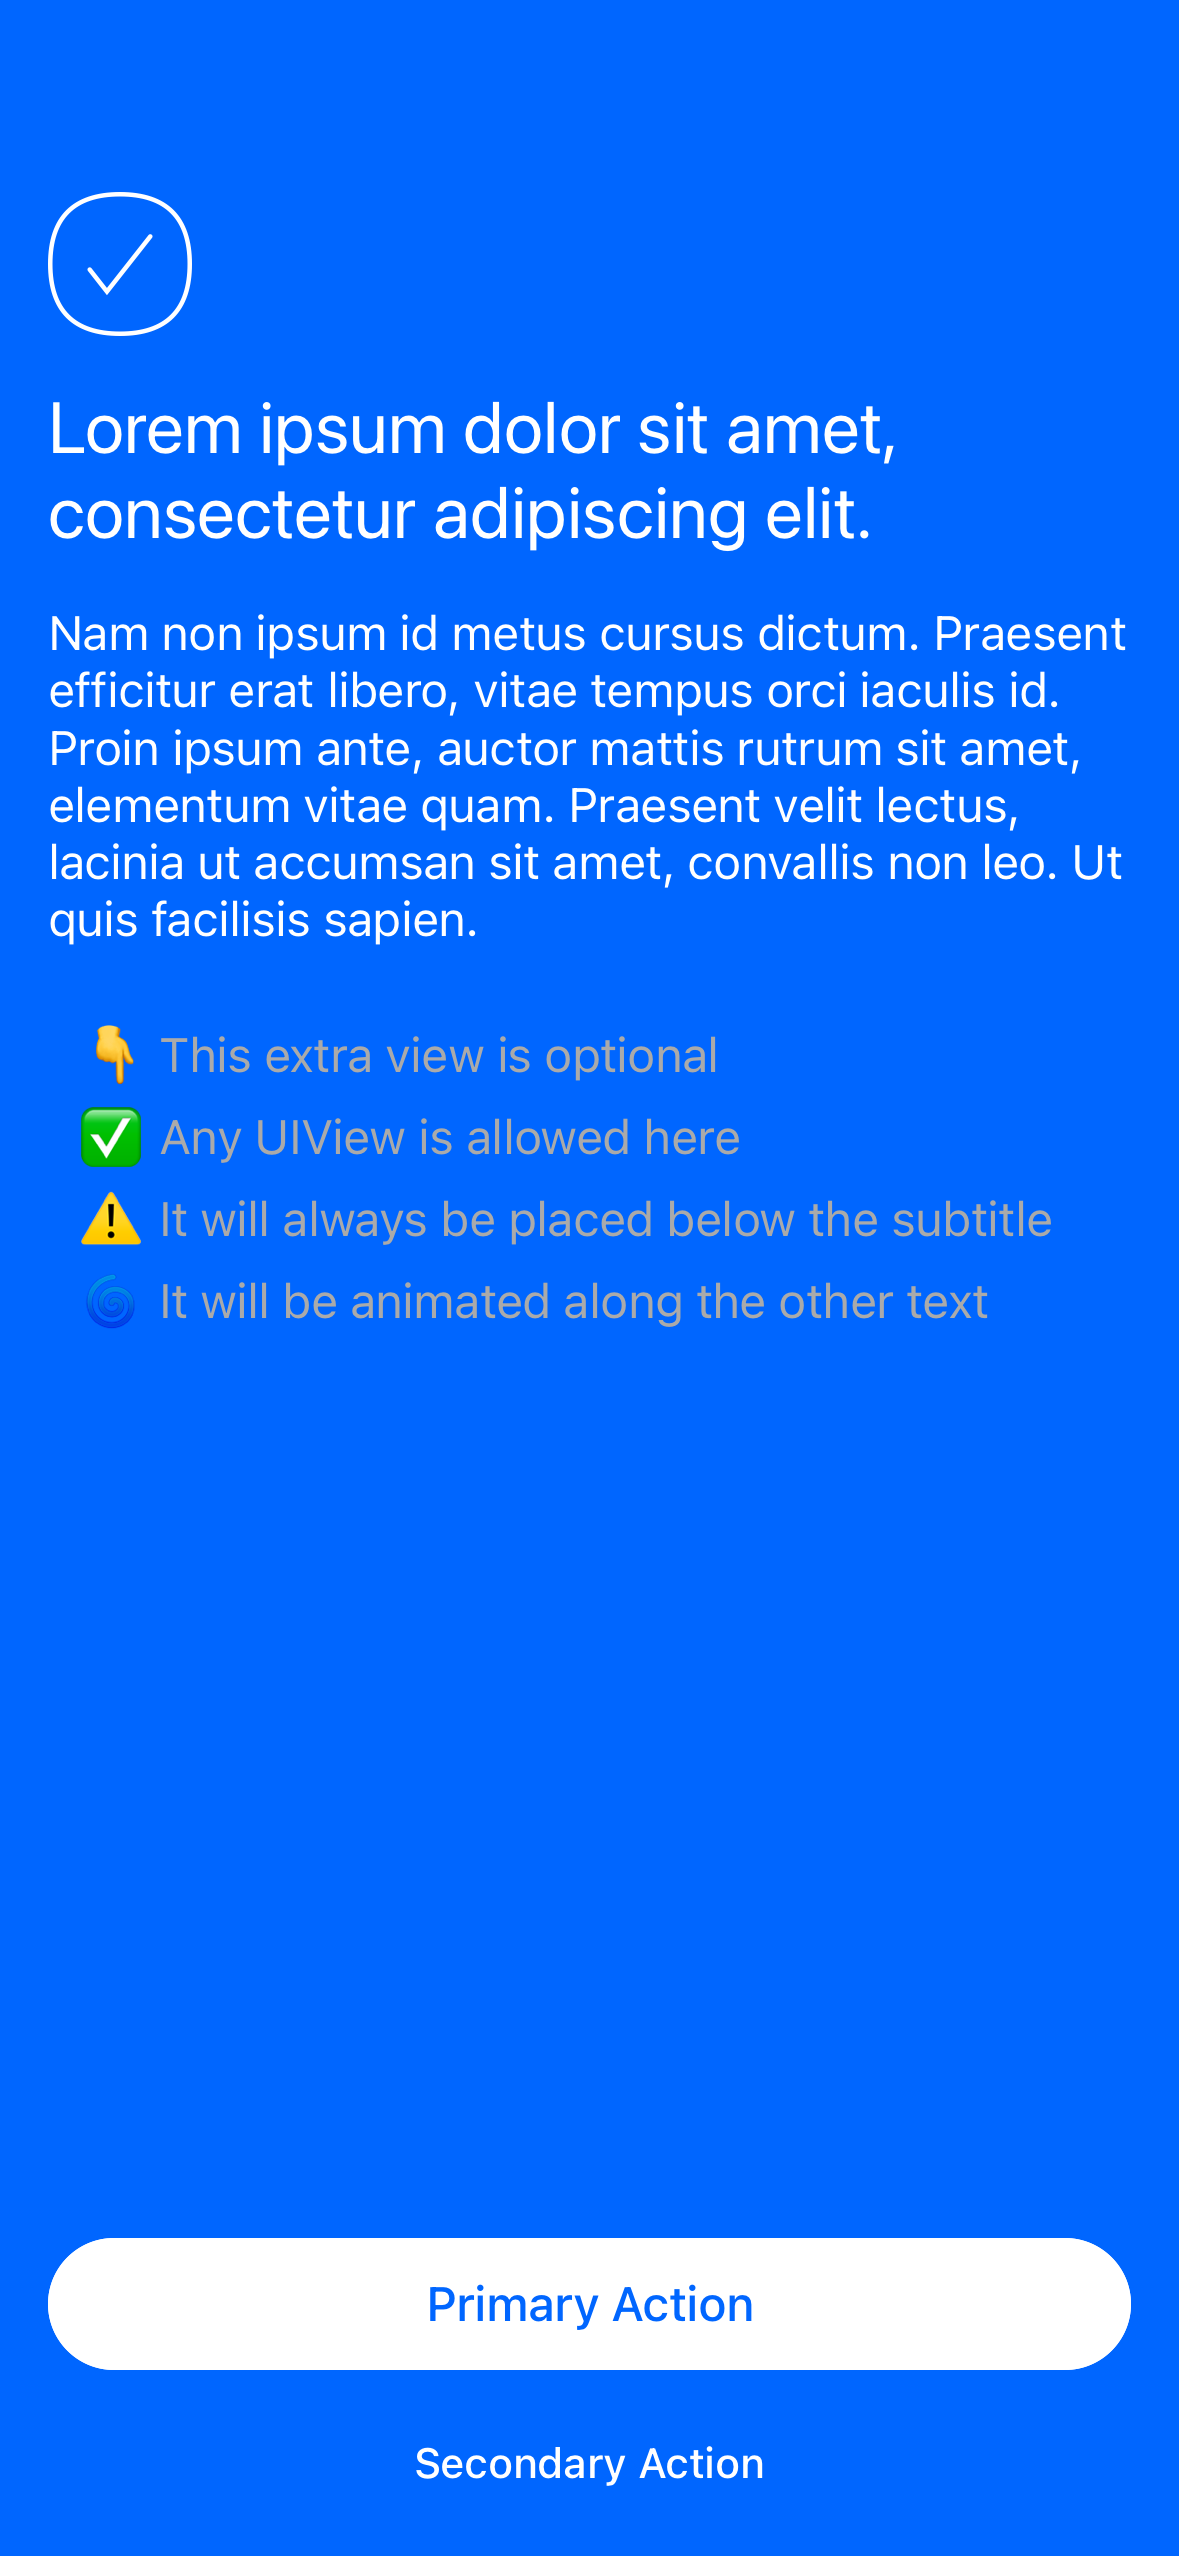 Lorem ipsum dolor sit amet,
consectetur adipiscing elit.
Nam non ipsum id metus cursus dictum. Praesent
efficitur erat libero, vitae tempus orci iaculis id.
Proin ipsum ante, auctor mattis rutrum sit amet,
elementum vitae quam. Praesent velit lectus,
lacinia ut accumsan sit amet, convallis non leo. Ut
quis facilisis sapien.
👇 This extra view is optional
✅ Any UIView is allowed here
⚠️ It will always be placed below the subtitle
🌀 It will be animated along the other text
Primary Action
Secondary Action